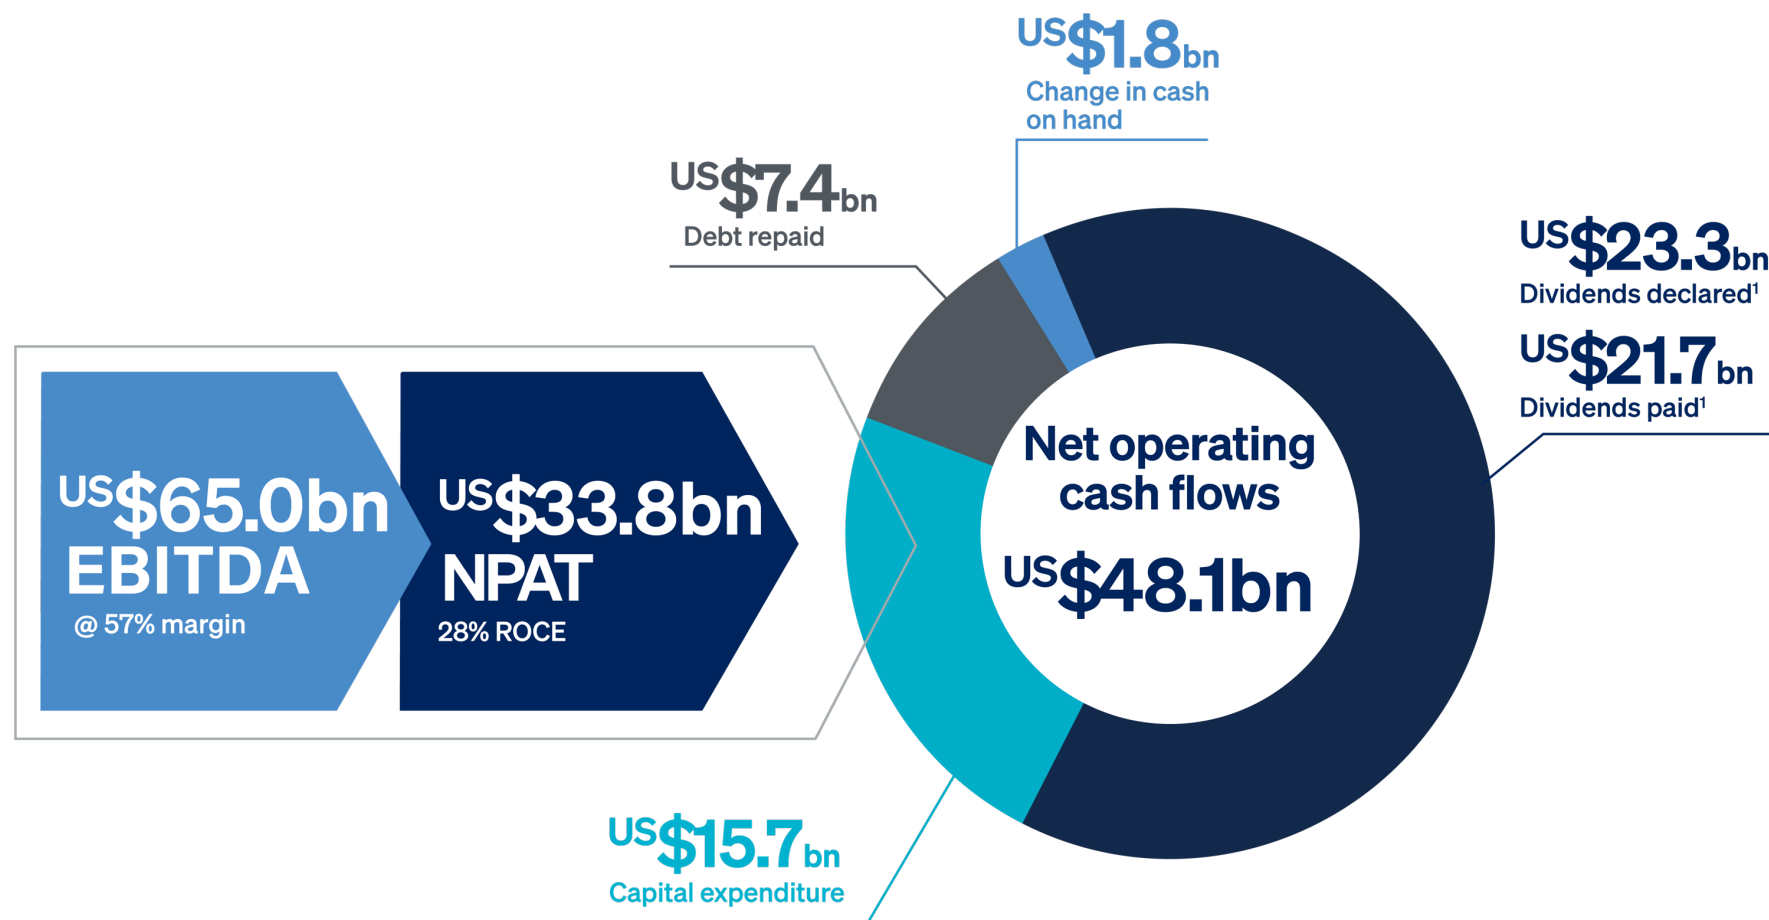 US$1.8bn
Change in cash
on hand
US$7.4bn
Debt repaid
US$23.3bn
Dividends declared¹
US$21.7bn
Dividends paid¹
US$65.0bn
EBITDA
@ 57% margin
US$33.8bn
NPAT
28% ROCE
Net operating
cash flows
US$48.1bn
US$15.7bn
Capital expenditure